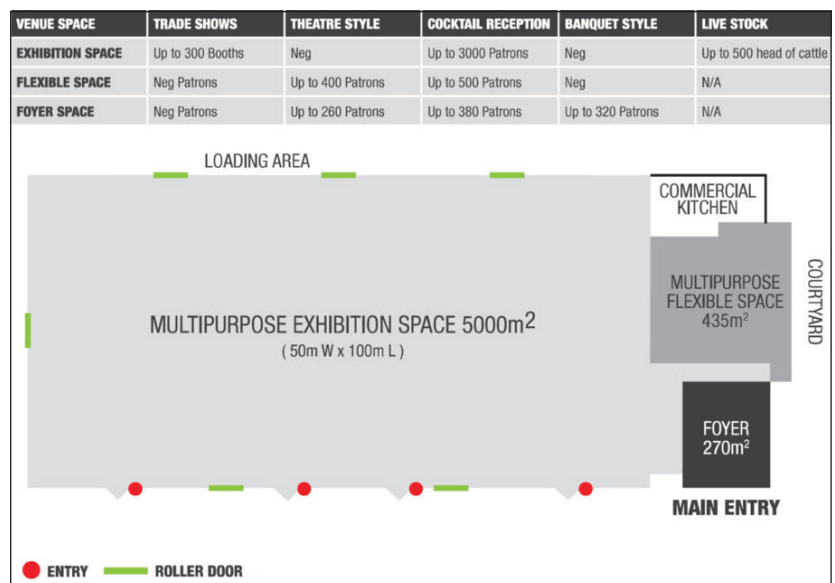 VENUE SPACE TRADE SHOWS THEATRE STYLE COCKTAIL RECEPTION BANQUET STYLE LIVE STOCK
EXHIBITION SPACE Up to 300 Booths Neg Up to 3000 Patrons Neg Up to 500 head of cattle
FLEXIBLE SPACE Neg Patrons Up to 400 Patrons Up to 500 Patrons Neg N/A
FOYER SPACE Neg Patrons Up to 260 Patrons Up to 380 Patrons Up to 320 Patrons N/A
LOADING AREA
COMMERCIAL
KITCHEN
MULTIPURPOSE
FLEXIBLE SPACE
435m²
COURTYARD
MULTIPURPOSE EXHIBITION SPACE 5000m²
( 50m W x 100m L )
FOYER
270m²
MAIN ENTRY
ENTRY ROLLER DOOR